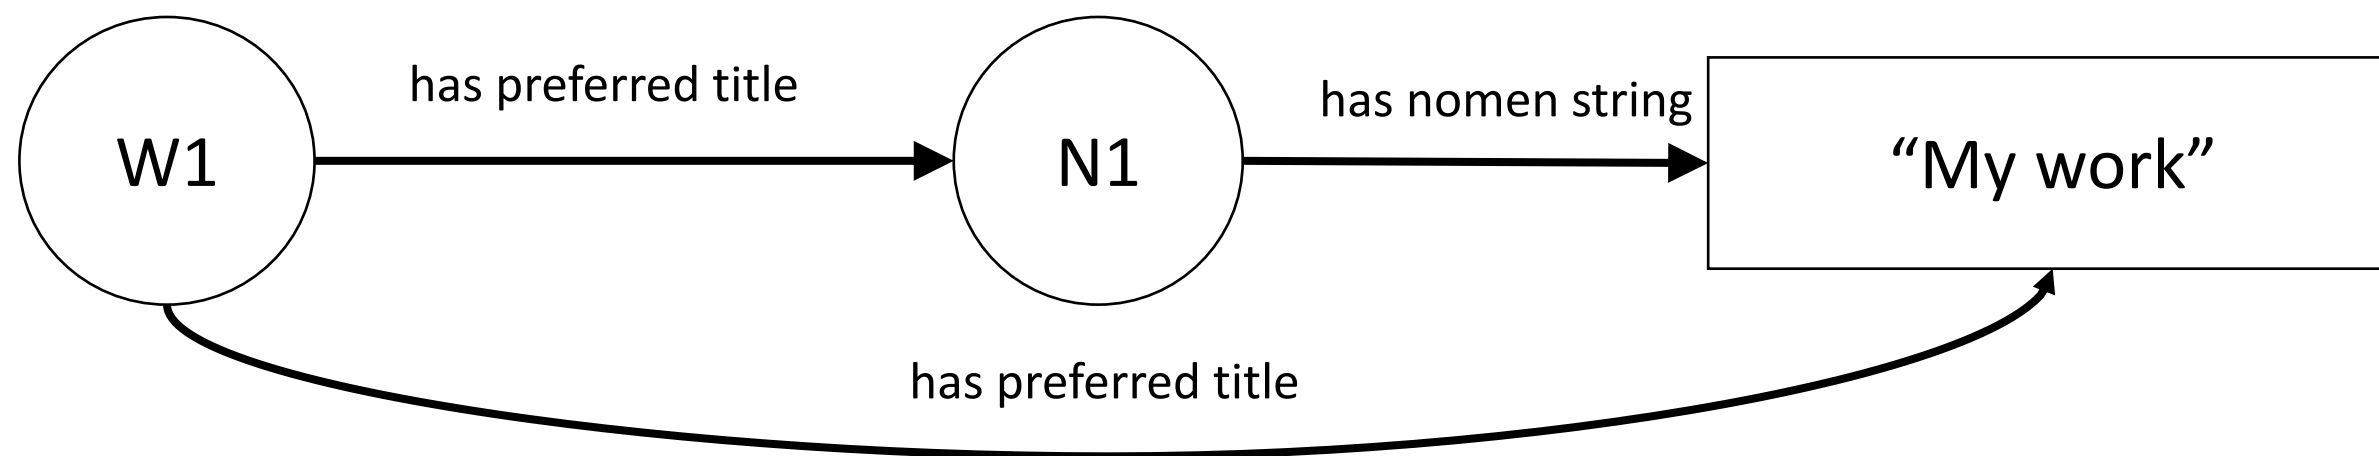 has preferred title
has nomen string
W1
N1
“My work”
has preferred title